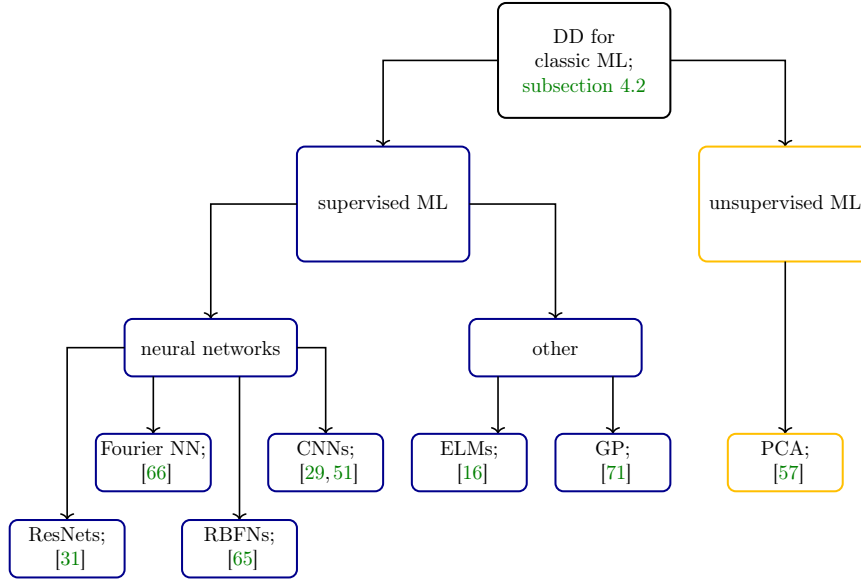 DD for
classic ML;
subsection 4.2
supervised ML
unsupervised ML
neural networks
other
Fourier NN;
[66]
CNNs;
[29, 51]
ELMs;
[16]
GP;
[71]
PCA;
[57]
ResNets;
[31]
RBFNs;
[65]